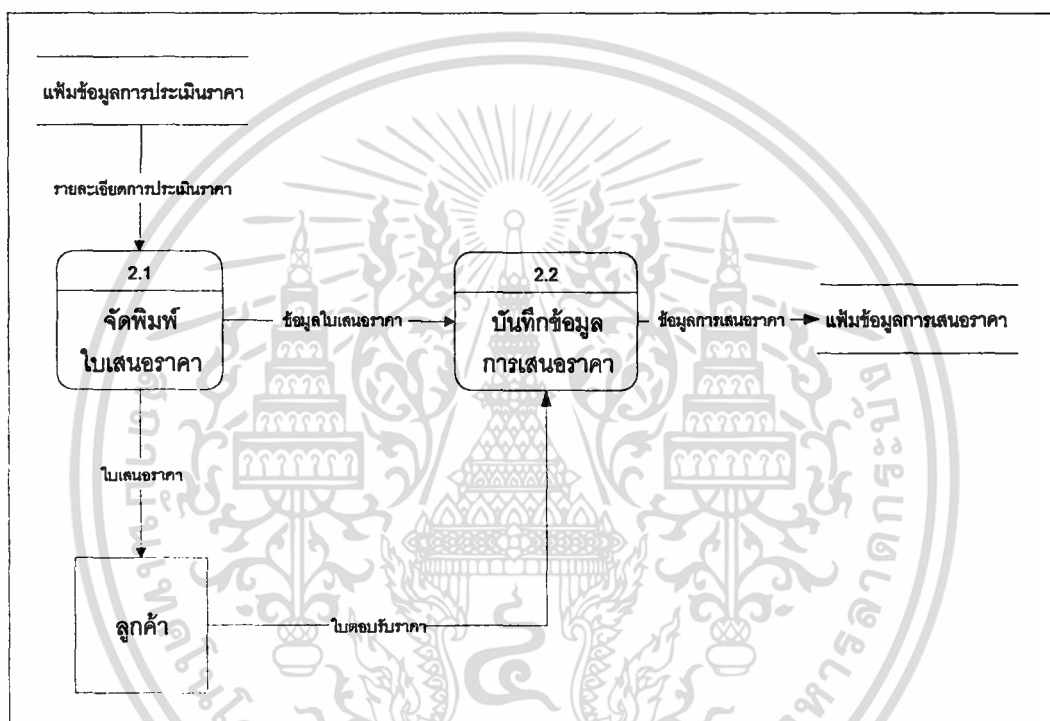 แฟ้มข้อมูลการประเมินราคา
รายละเอียดการประเมินราคา
2.1
จัดพิมพ์
ใบเสนอราคา
ข้อมูลใบเสนอราคา
2.2
บันทึกข้อมูล
การเสนอราคา
ข้อมูลการเสนอราคา
แฟ้มข้อมูลการเสนอราคา
ใบเสนอราคา
ลูกค้า
ใบตอบรับราคา